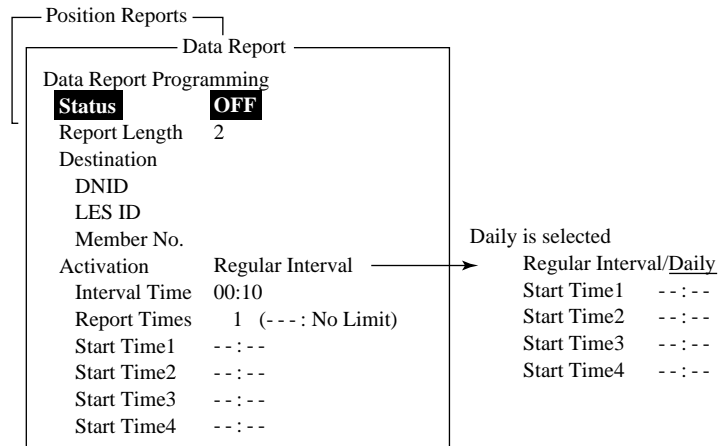 Position Reports
Data Report
Data Report Programming
Status OFF
Report Length 2
Destination
DNID
LES ID
Member No.
Activation Regular Interval
Interval Time 00:10
Report Times 1 (- - - : No Limit)
Start Time1 - - : - -
Start Time2 - - : - -
Start Time3 - - : - -
Start Time4 - - : - -
Daily is selected
Regular Interval/Daily
Start Time1 - - : - -
Start Time2 - - : - -
Start Time3 - - : - -
Start Time4 - - : - -